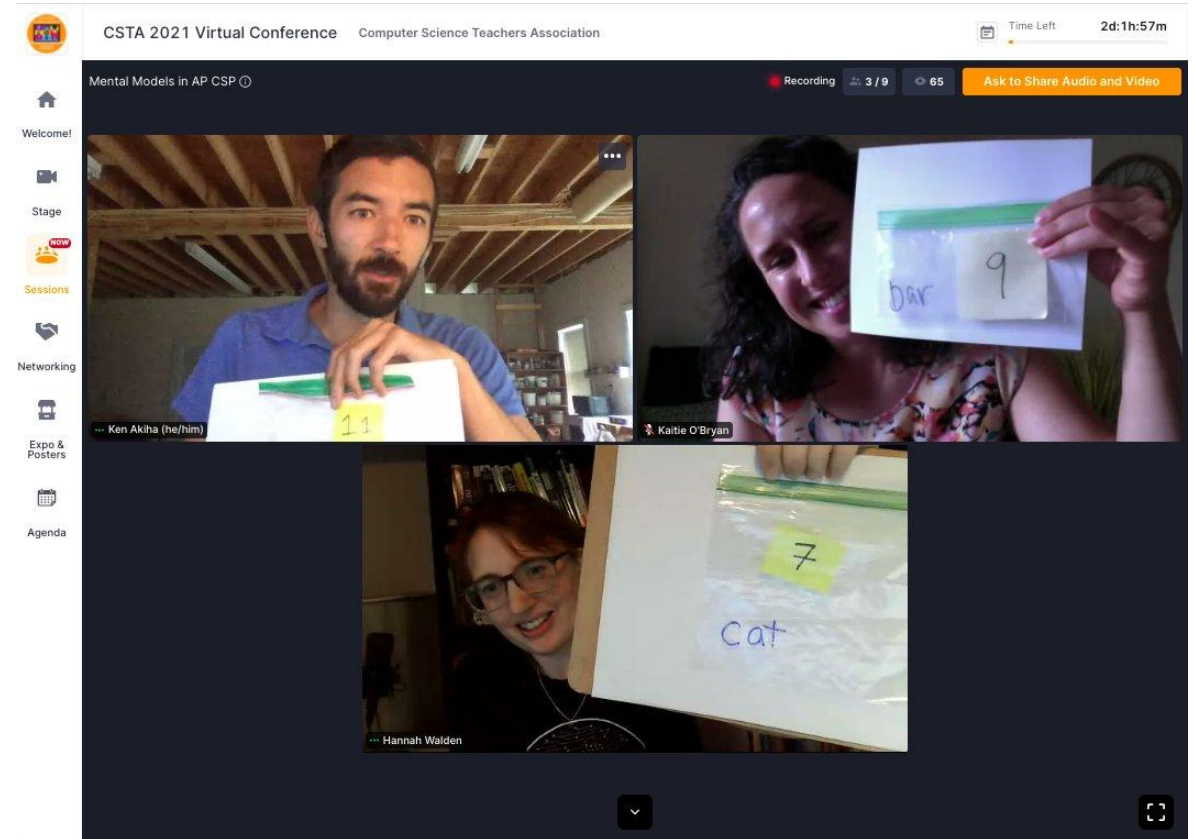 CSTA 2021 Virtual Conference Computer Science Teachers Association
Time Left 2d:1h:57m
Mental Models in AP CSP
Recording 3 / 9 65 Ask to Share Audio and Video
Welcome!
Stage
NOW
Sessions
Networking
Expo &
Posters
Agenda
11
Ken Akiha (he/him)
bar 9
Kaitie O'Bryan
7
cat
Hannah Walden